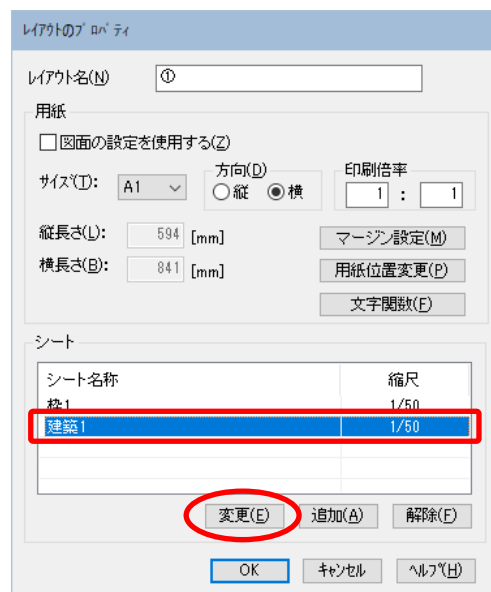 レイアウトのプロパティ
レイアウト名(N) ①
用紙
図面の設定を使用する(Z)
サイズ(T): A1 方向(D) 縦 横 印刷倍率 1 : 1
縦長さ(L): 594 [mm] マージン設定(M)
横長さ(B): 841 [mm] 用紙位置変更(P)
文字関数(F)
シート
シート名称 縮尺
枠1 1/50
建築1 1/50
変更(E) 追加(A) 解除(F)
OK キャンセル ヘルプ(H)